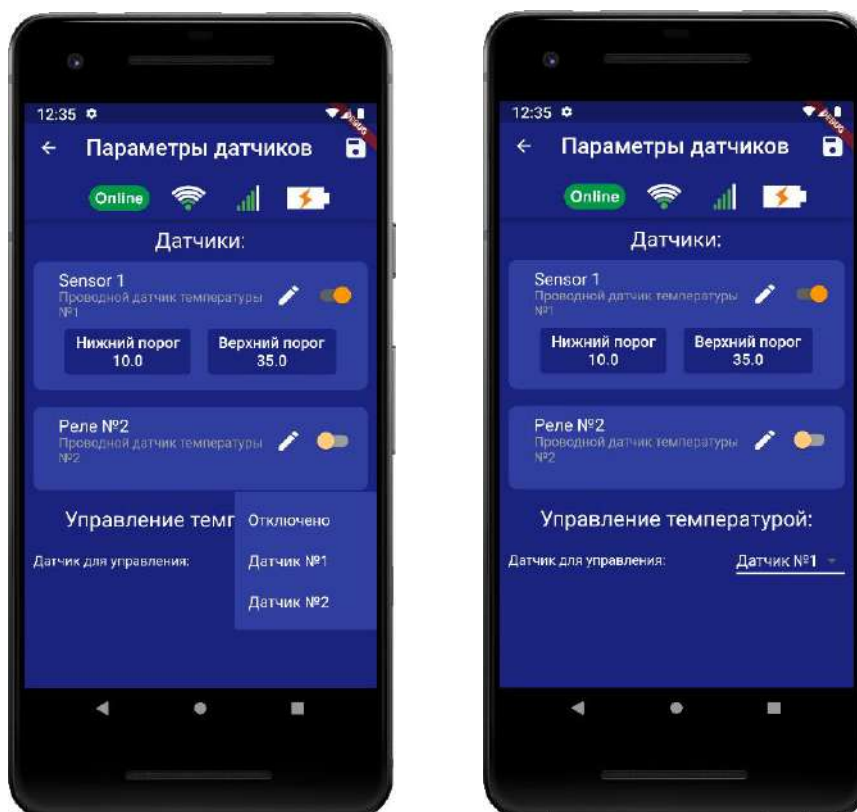 12:35
DEBUG
Параметры датчиков
Online
Датчики:
Sensor 1
Проводной датчик температуры
№1
Нижний порог
10.0
Верхний порог
35.0
Реле №2
Проводной датчик температуры
№2
Управление темп
Отключено
Датчик для управления:
Датчик №1
Датчик №2
12:35
DEBUG
Параметры датчиков
Online
Датчики:
Sensor 1
Проводной датчик температуры
№1
Нижний порог
10.0
Верхний порог
35.0
Реле №2
Проводной датчик температуры
№2
Управление температурой:
Датчик для управления:
Датчик №1